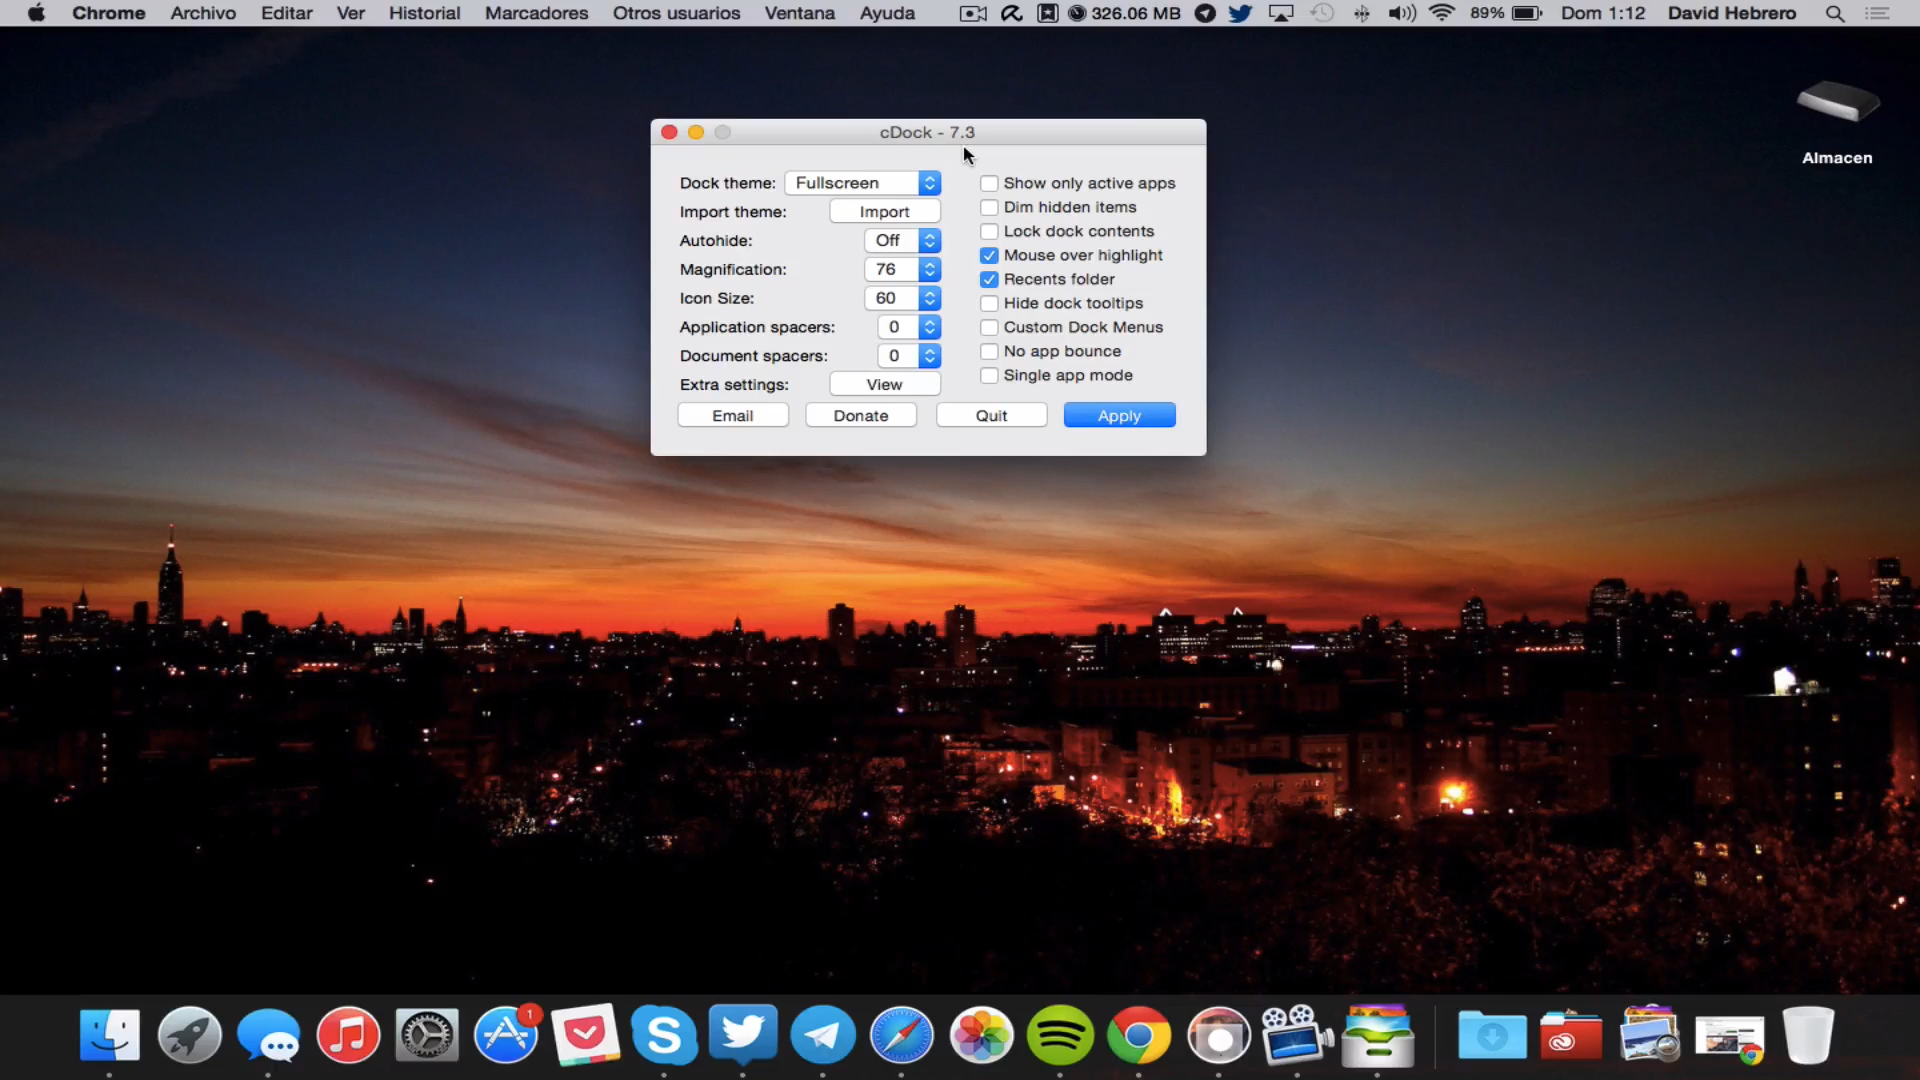 Chrome Archivo Editar Ver Historial Marcadores Otros usuarios Ventana Ayuda 326.06 MB 89% Dom 1:12 David Hebrero
Almacen
cDock - 7.3
Dock theme: Fullscreen
Import theme: Import
Autohide: Off
Magnification: 76
Icon Size: 60
Application spacers: 0
Document spacers: 0
Extra settings: View
Show only active apps
Dim hidden items
Lock dock contents
Mouse over highlight
Recents folder
Hide dock tooltips
Custom Dock Menus
No app bounce
Single app mode
Email Donate Quit Apply
1